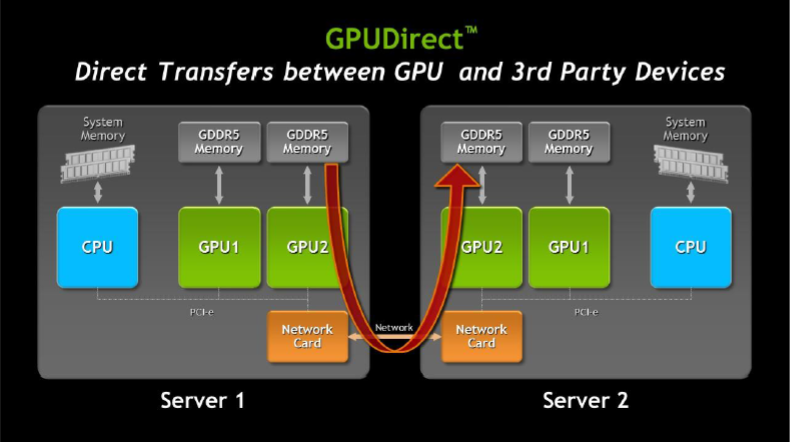 GPUDirect™
Direct Transfers between GPU and 3rd Party Devices
System
Memory
GDDR5
Memory
GDDR5
Memory
CPU
GPU1
GPU2
PCI-e
Network
Card
Server 1
Network
GDDR5
Memory
GDDR5
Memory
System
Memory
GPU2
GPU1
CPU
PCI-e
Network
Card
Server 2